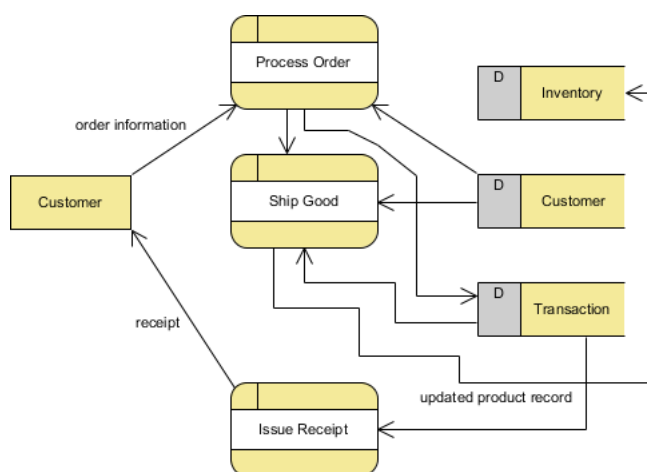 Process Order
D
Inventory
order information
Customer
Ship Good
D
Customer
D
Transaction
receipt
updated product record
Issue Receipt